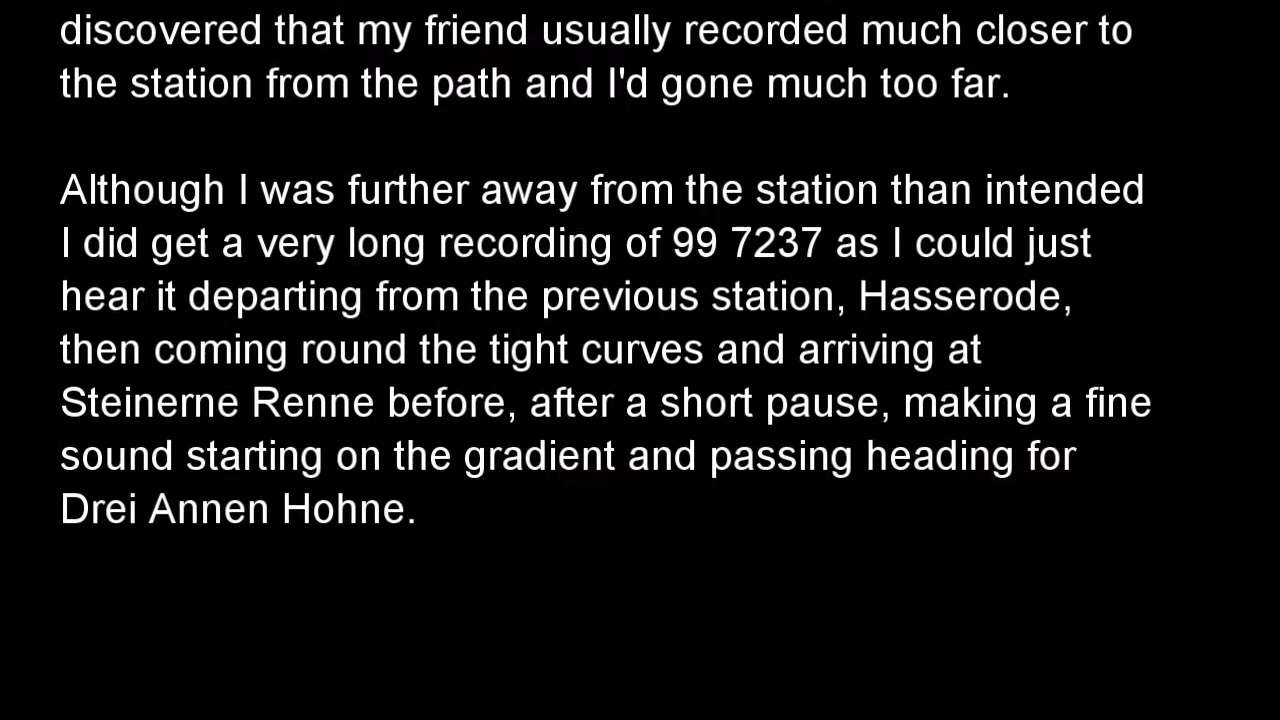 discovered that my friend usually recorded much closer to
the station from the path and I'd gone much too far.
Although I was further away from the station than intended
I did get a very long recording of 99 7237 as I could just
hear it departing from the previous station, Hasserode,
then coming round the tight curves and arriving at
Steinerne Renne before, after a short pause, making a fine
sound starting on the gradient and passing heading for
Drei Annen Hohne.